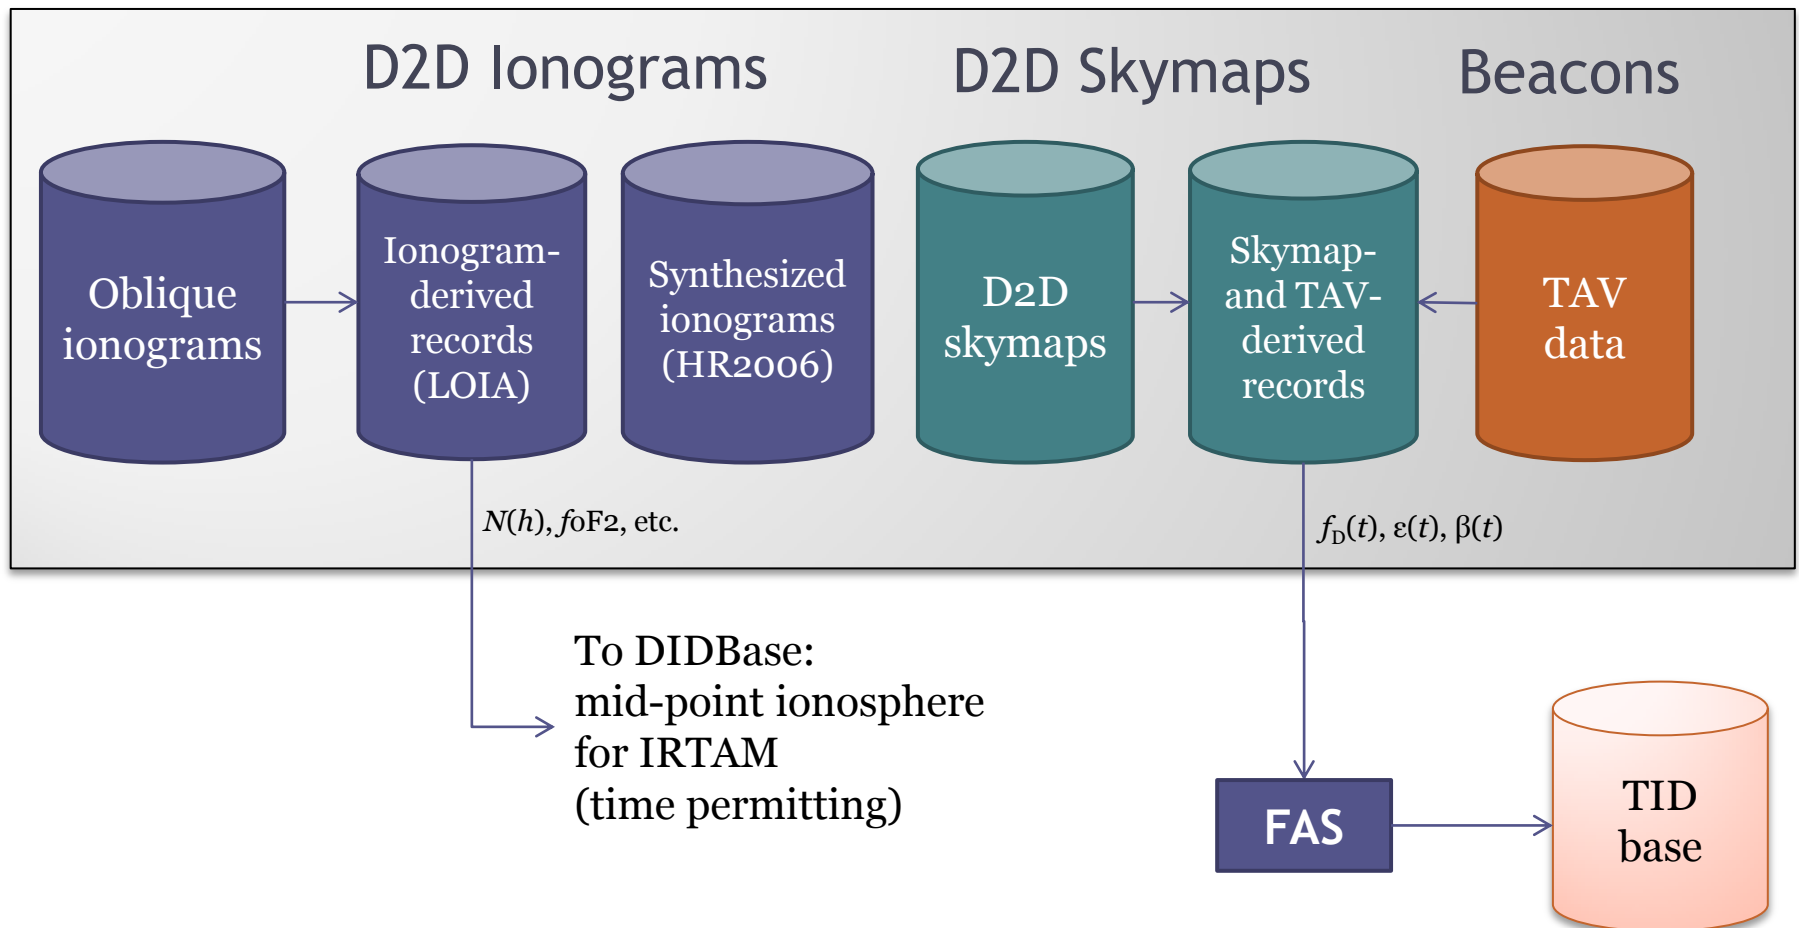 D2D Ionograms
D2D Skymaps
Beacons
Oblique
ionograms
Ionogram-
derived
records
(LOIA)
Synthesized
ionograms
(HR2006)
D2D
skymaps
Skymap-
and TAV-
derived
records
TAV
data
N(h), foF2, etc.
f_D(t), ε(t), β(t)
To DIDBase:
mid-point ionosphere
for IRTAM
(time permitting)
FAS
TID
base